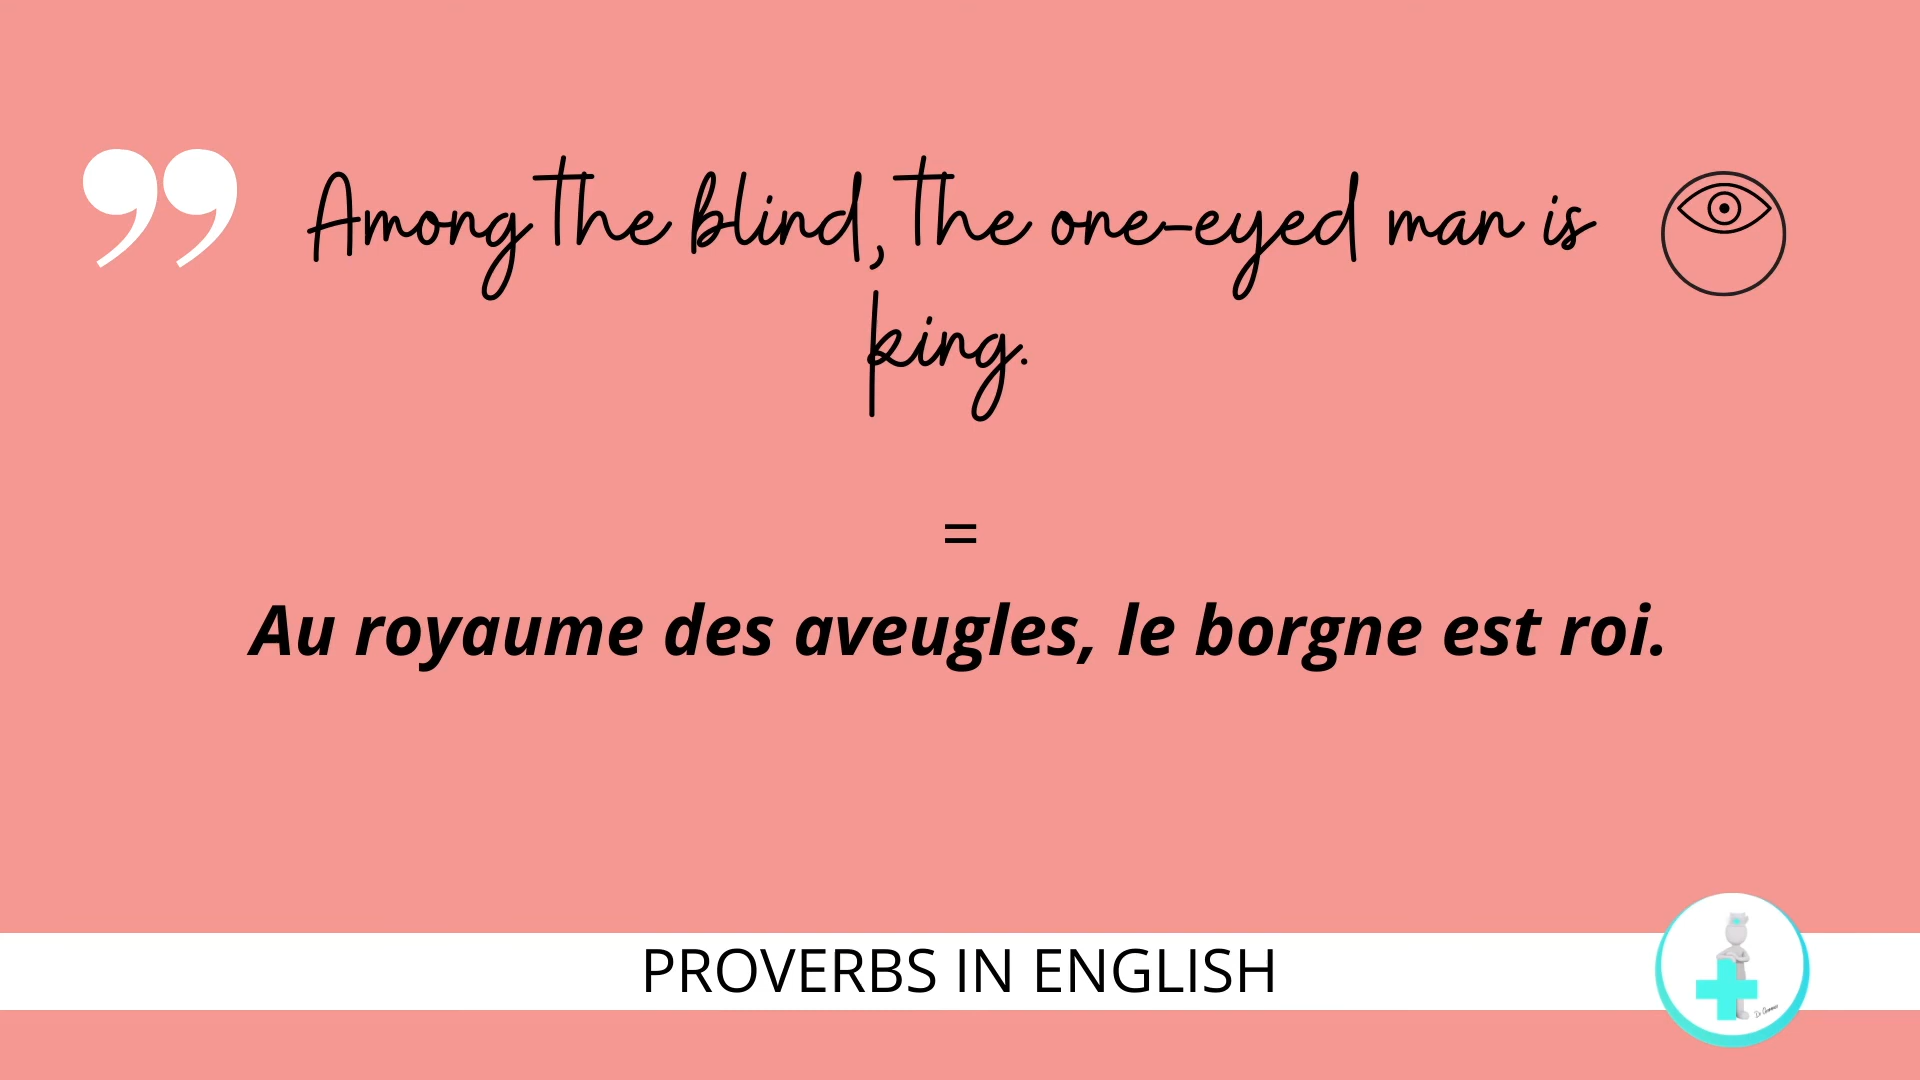 Among the blind, the one-eyed man is
king.
=
Au royaume des aveugles, le borgne est roi.
PROVERBS IN ENGLISH